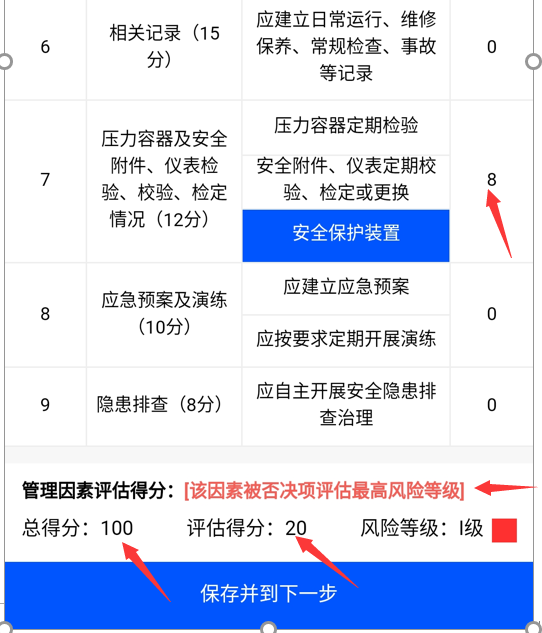 6
相关记录（15
分）
应建立日常运行、维修
保养、常规检查、事故
等记录
0
7
压力容器及安全
附件、仪表检
验、校验、检定
情况（12分）
压力容器定期检验
安全附件、仪表定期校
验、检定或更换
安全保护装置
8
8
应急预案及演练
（10分）
应建立应急预案
应按要求定期开展演练
0
9
隐患排查（8分）
应自主开展安全隐患排
查治理
0
管理因素评估得分：[该因素被否决项评估最高风险等级]
总得分：100 评估得分：20 风险等级：I级
保存并到下一步